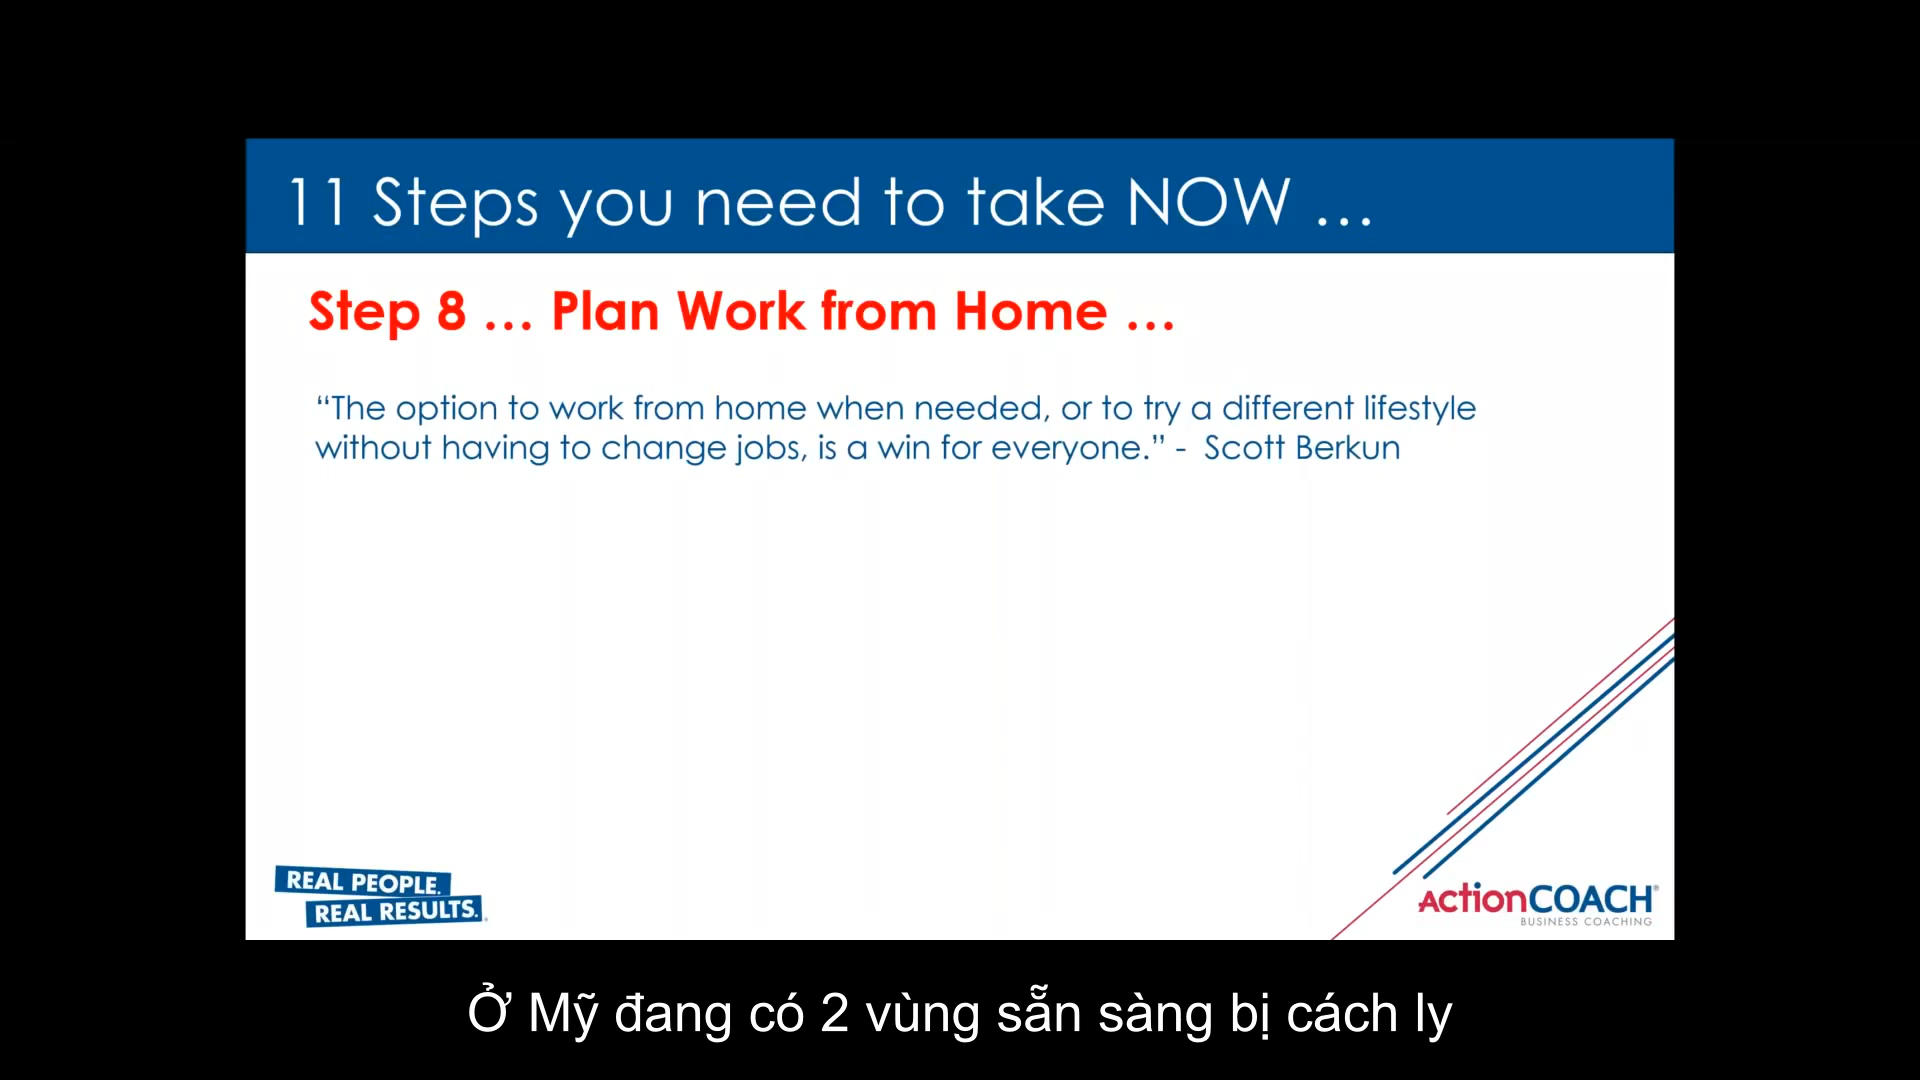 11 Steps you need to take NOW ...
Step 8 ... Plan Work from Home ...
“The option to work from home when needed, or to try a different lifestyle
without having to change jobs, is a win for everyone.” - Scott Berkun
REAL PEOPLE.
REAL RESULTS.
ActionCOACH®
BUSINESS COACHING
Ở Mỹ đang có 2 vùng sẵn sàng bị cách ly